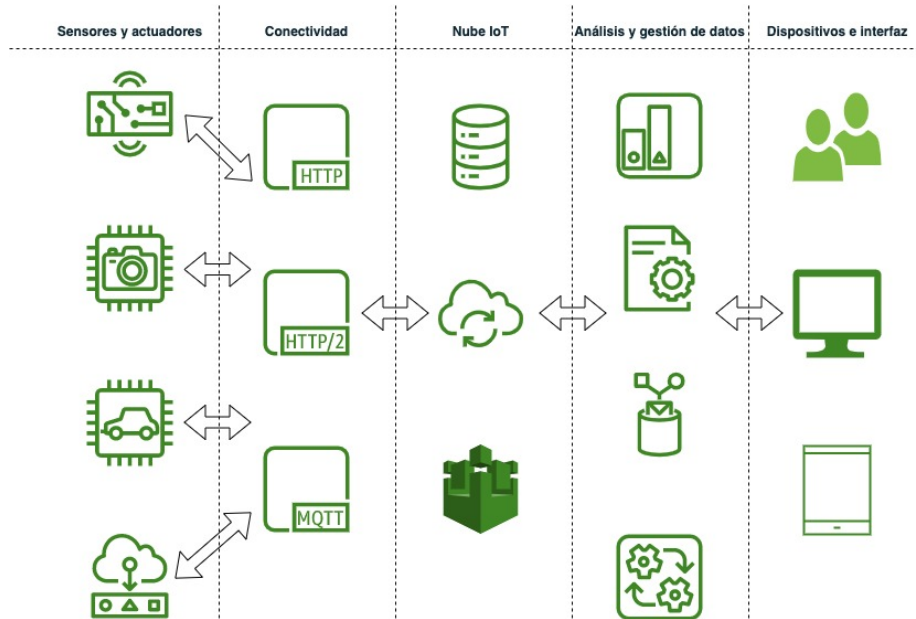 Sensores y actuadores
Conectividad
Nube IoT
Análisis y gestión de datos
Dispositivos e interfaz
HTTP
HTTP/2
MQTT